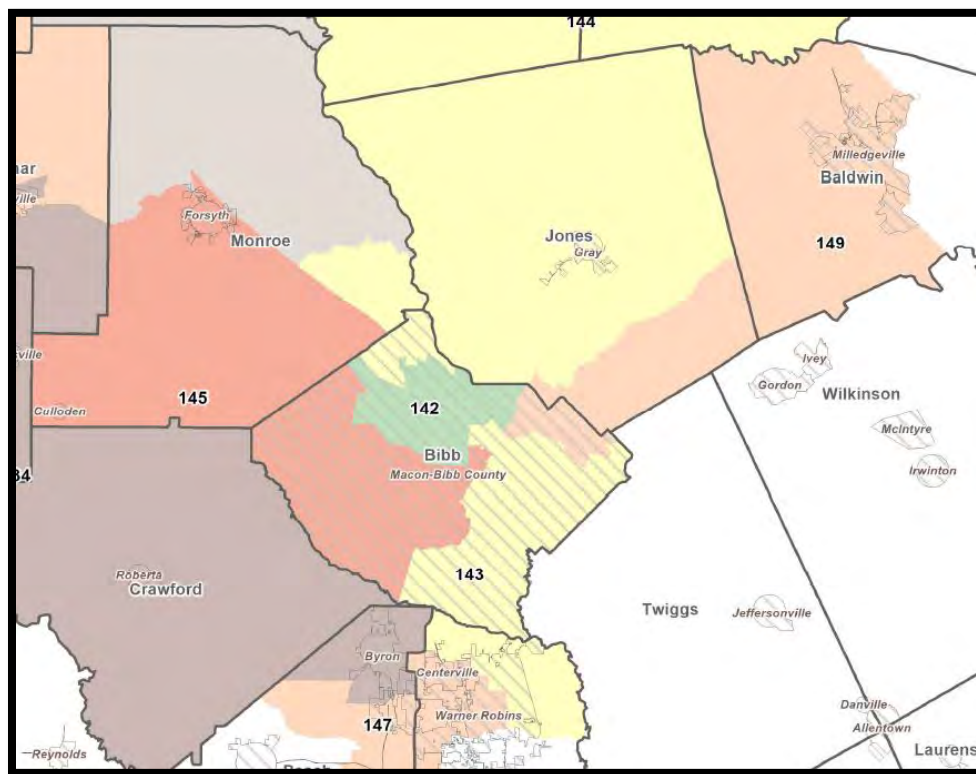 144
Milledgeville
Baldwin
149
Forsyth
Monroe
Jones
Gray
ville
Ivey
Gordon
Wilkinson
McIntyre
Irwinton
145
Culloden
142
Bibb
Macon-Bibb County
143
Roberta
Crawford
Twiggs
Jeffersonville
Byron
Centerville
Warner Robins
147
Danville
Allentown
Laurens
Reynolds